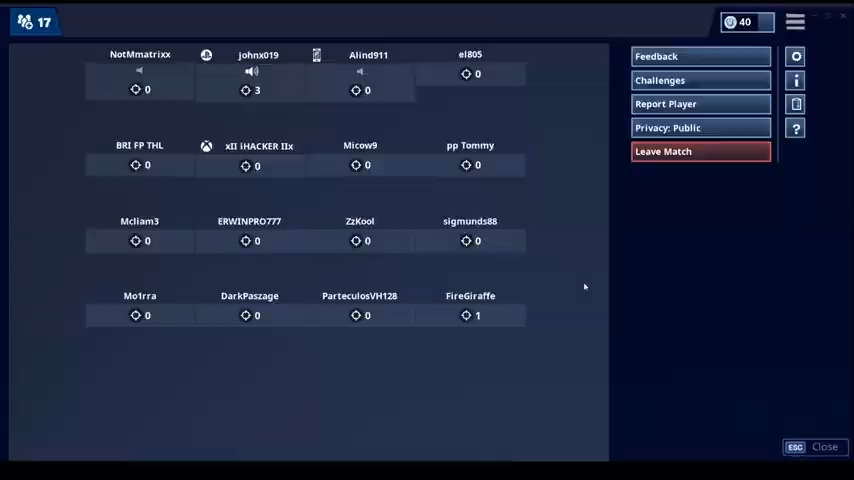 17
40
NotMmatrixx johnx019 Alind911 el805
0 3 0 0
BRI FP THL xII iHACKER IIx Micow9 pp Tommy
0 0 0 0
Mcliam3 ERWINPRO777 ZzKool sigmunds88
0 0 0 0
Mo1rra DarkPaszage ParteculosVH128 FireGiraffe
0 0 0 1
Feedback
Challenges
Report Player
Privacy: Public
Leave Match
ESC Close